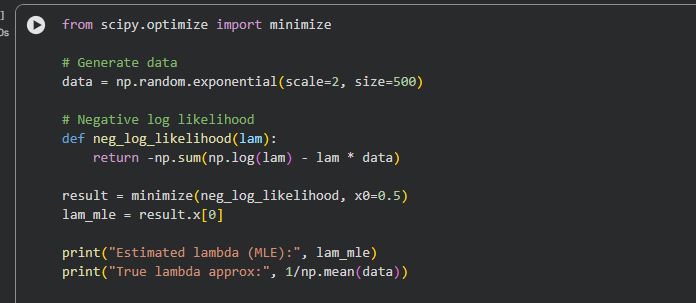 ]
0s
from scipy.optimize import minimize
# Generate data
data = np.random.exponential(scale=2, size=500)
# Negative log likelihood
def neg_log_likelihood(lam):
    return -np.sum(np.log(lam) - lam * data)
result = minimize(neg_log_likelihood, x0=0.5)
lam_mle = result.x[0]
print("Estimated lambda (MLE):", lam_mle)
print("True lambda approx:", 1/np.mean(data))